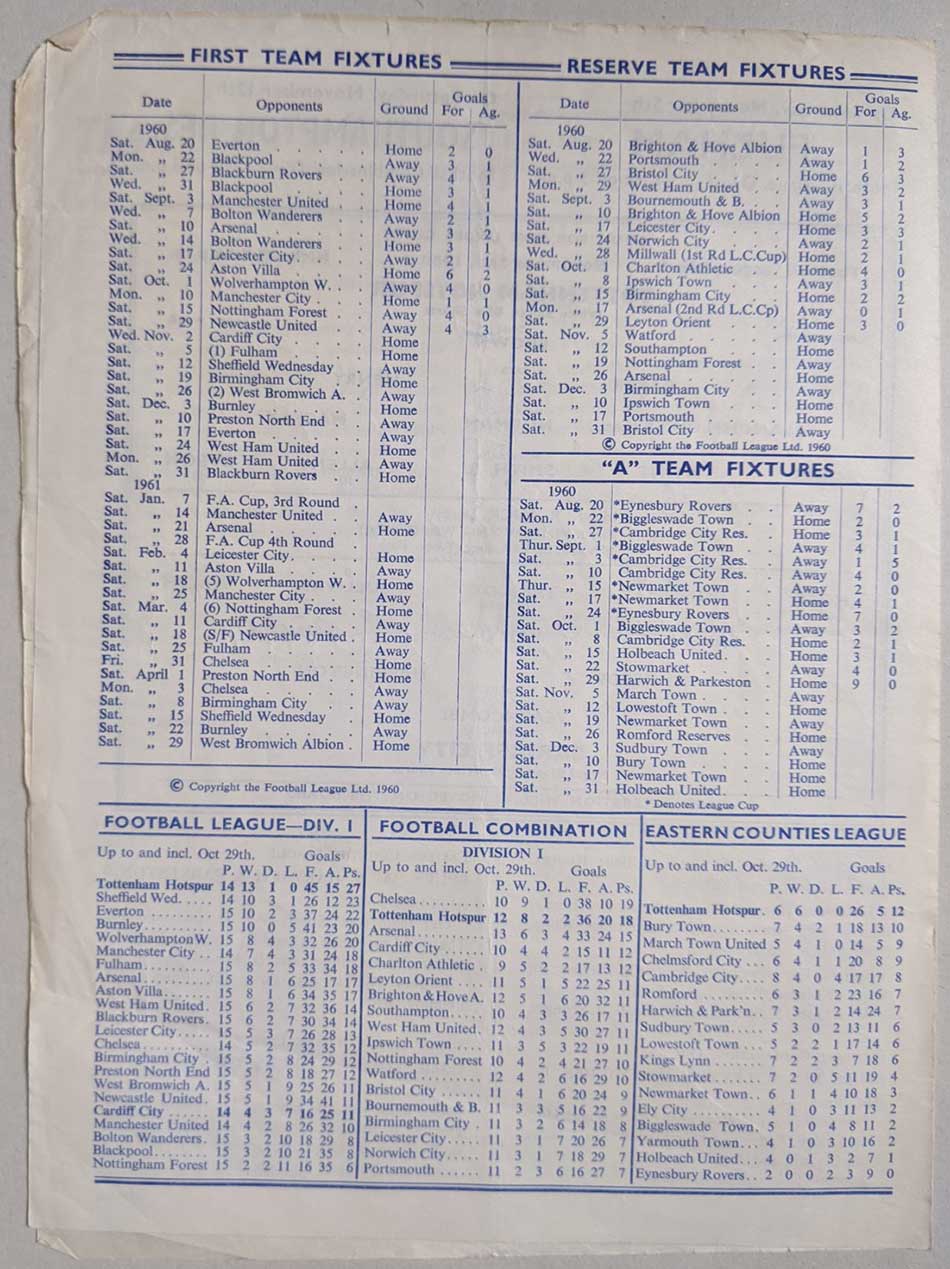 FIRST TEAM FIXTURES
Date Opponents Ground Goals For Ag.
1960
Sat. Aug. 20 Everton . . . . Home 2 0
Mon. „ 22 Blackpool . . . . Away 3 1
Sat. „ 27 Blackburn Rovers . . Away 4 1
Wed. „ 31 Blackpool . . . . Home 3 1
Sat. Sept. 3 Manchester United . . Home 4 1
Wed. „ 7 Bolton Wanderers . . Away 2 1
Sat. „ 10 Arsenal . . . . Away 3 2
Wed. „ 14 Bolton Wanderers . . Home 3 1
Sat. „ 17 Leicester City. . . . Away 2 1
Sat. „ 24 Aston Villa . . . . Home 6 2
Sat. Oct. 1 Wolverhampton W. . . Away 4 0
Mon. „ 10 Manchester City . . . Home 1 1
Sat. „ 15 Nottingham Forest . . Away 4 0
Sat. „ 29 Newcastle United . . Away 4 3
Wed. Nov. 2 Cardiff City . . . Home
Sat. „ 5 (1) Fulham . . . . Home
Sat. „ 12 Sheffield Wednesday . Away
Sat. „ 19 Birmingham City . . Home
Sat. „ 26 (2) West Bromwich A. . Away
Sat. Dec. 3 Burnley . . . . Home
Sat. „ 10 Preston North End . . Away
Sat. „ 17 Everton . . . . Away
Sat. „ 24 West Ham United . . Home
Mon. „ 26 West Ham United . . Away
Sat. „ 31 Blackburn Rovers . . Home
1961
Sat. Jan. 7 F.A. Cup, 3rd Round .
Sat. „ 14 Manchester United . . Away
Sat. „ 21 Arsenal . . . . Home
Sat. „ 28 F.A. Cup 4th Round .
Sat. Feb. 4 Leicester City. . . . Home
Sat. „ 11 Aston Villa . . . . Away
Sat. „ 18 (5) Wolverhampton W. . Home
Sat. „ 25 Manchester City . . . Away
Sat. Mar. 4 (6) Nottingham Forest . Home
Sat. „ 11 Cardiff City . . . Away
Sat. „ 18 (S/F) Newcastle United . Home
Sat. „ 25 Fulham . . . . Away
Fri. „ 31 Chelsea . . . . Home
Sat. April 1 Preston North End . . Home
Mon. „ 3 Chelsea . . . . Away
Sat. „ 8 Birmingham City . . Away
Sat. „ 15 Sheffield Wednesday . Home
Sat. „ 22 Burnley . . . . Away
Sat. „ 29 West Bromwich Albion . Home
© Copyright the Football League Ltd. 1960
RESERVE TEAM FIXTURES
Date Opponents Ground Goals For Ag.
1960
Sat. Aug. 20 Brighton & Hove Albion Away 1 3
Wed. „ 22 Portsmouth . . . . Away 1 2
Sat. „ 27 Bristol City . . . Home 6 3
Mon. „ 29 West Ham United . . Away 3 2
Sat. Sept. 3 Bournemouth & B. . . Away 3 1
Sat. „ 10 Brighton & Hove Albion Home 5 2
Sat. „ 17 Leicester City. . . . Home 3 3
Sat. „ 24 Norwich City . . . Away 2 1
Wed. „ 28 Millwall (1st Rd L.C.Cup) Home 2 1
Sat. Oct. 1 Charlton Athletic . . Home 4 0
Sat. „ 8 Ipswich Town . . . Away 3 1
Sat. „ 15 Birmingham City . . Home 2 2
Mon. „ 17 Arsenal (2nd Rd L.C.Cp) Away 0 1
Sat. „ 29 Leyton Orient . . . Home 3 0
Sat. Nov. 5 Watford . . . . Away
Sat. „ 12 Southampton . . . Home
Sat. „ 19 Nottingham Forest . . Away
Sat. „ 26 Arsenal . . . . Home
Sat. Dec. 3 Birmingham City . . Away
Sat. „ 10 Ipswich Town . . . Home
Sat. „ 17 Portsmouth . . . . Home
Sat. „ 31 Bristol City . . . Away
© Copyright the Football League Ltd. 1960
“A” TEAM FIXTURES
1960
Sat. Aug. 20 *Eynesbury Rovers . . Away 7 2
Mon. „ 22 *Biggleswade Town . . Home 2 0
Sat. „ 27 *Cambridge City Res. . Home 3 1
Thur. Sept. 1 *Biggleswade Town . . Away 4 1
Sat. „ 3 *Cambridge City Res. . Away 1 5
Sat. „ 10 Cambridge City Res. . Away 4 0
Thur. „ 15 *Newmarket Town . . Away 2 0
Sat. „ 17 *Newmarket Town . . Home 4 1
Sat. „ 24 *Eynesbury Rovers . . Home 7 0
Sat. Oct. 1 Biggleswade Town . . Away 3 2
Sat. „ 8 Cambridge City Res. . Home 2 1
Sat. „ 15 Holbeach United. . . Home 3 1
Sat. „ 22 Stowmarket . . . Away 4 0
Sat. „ 29 Harwich & Parkeston . Home 9 0
Sat. Nov. 5 March Town . . . . Away
Sat. „ 12 Lowestoft Town . . . Home
Sat. „ 19 Newmarket Town . . Away
Sat. „ 26 Romford Reserves . . Home
Sat. Dec. 3 Sudbury Town . . . Away
Sat. „ 10 Bury Town . . . . Home
Sat. „ 17 Newmarket Town . . Home
Sat. „ 31 Holbeach United. . . Home
* Denotes League Cup
FOOTBALL LEAGUE—DIV. 1
Up to and incl. Oct 29th. Goals
P. W. D. L. F. A. Ps.
Tottenham Hotspur 14 13 1 0 45 15 27
Sheffield Wed. .... 14 10 3 1 26 12 23
Everton ......... 15 10 2 3 37 24 22
Burnley.......... 15 10 0 5 41 23 20
Wolverhampton W. 15 8 4 3 32 26 20
Manchester City .. 14 7 4 3 31 24 18
Fulham.......... 15 8 2 5 33 34 18
Arsenal.......... 15 8 1 6 25 17 17
Aston Villa ...... 15 8 1 6 34 35 17
West Ham United. 15 6 2 7 32 36 14
Blackburn Rovers. 15 6 2 7 30 34 14
Leicester City.... 15 5 3 7 26 28 13
Chelsea.......... 14 5 2 7 32 35 12
Birmingham City . 15 5 2 8 24 29 12
Preston North End 15 5 2 8 18 27 12
West Bromwich A. 15 5 1 9 25 26 11
Newcastle United. 15 5 1 9 34 41 11
Cardiff City ...... 14 4 3 7 16 25 11
Manchester United 14 4 2 8 26 32 10
Bolton Wanderers. 15 3 2 10 18 29 8
Blackpool........ 15 3 2 10 21 35 8
Nottingham Forest 15 2 2 11 16 35 6
FOOTBALL COMBINATION
DIVISION I
Up to and incl. Oct. 29th. Goals
P. W. D. L. F. A. Ps.
Chelsea.......... 10 9 1 0 38 10 19
Tottenham Hotspur 12 8 2 2 36 20 18
Arsenal.......... 13 6 3 4 33 24 15
Cardiff City ...... 10 4 4 2 15 11 12
Charlton Athletic . 9 5 2 2 17 13 12
Leyton Orient .... 11 5 1 5 22 25 11
Brighton & Hove A. 12 5 1 6 20 32 11
Southampton..... 10 4 3 3 26 17 11
West Ham United. 12 4 3 5 30 27 11
Ipswich Town .... 11 3 5 3 22 19 11
Nottingham Forest 10 4 2 4 21 27 10
Watford ......... 12 4 2 6 16 29 10
Bristol City ...... 11 4 1 6 20 24 9
Bournemouth & B. 11 3 3 5 16 22 9
Birmingham City . 11 3 2 6 14 18 8
Leicester City..... 11 3 1 7 20 26 7
Norwich City..... 11 3 1 7 18 29 7
Portsmouth ...... 11 2 3 6 16 27 7
EASTERN COUNTIES LEAGUE
Up to and incl. Oct. 29th. Goals
P. W. D. L. F. A. Ps.
Tottenham Hotspur. 6 6 0 0 26 5 12
Bury Town........ 7 4 2 1 18 13 10
March Town United 5 4 1 0 14 5 9
Chelmsford City ... 6 4 1 1 20 8 9
Cambridge City.... 8 4 0 4 17 17 8
Romford ......... 6 3 1 2 23 16 7
Harwich & Park'n.. 7 3 1 2 14 24 7
Sudbury Town..... 5 3 0 2 13 11 6
Lowestoft Town ... 5 2 2 1 17 14 6
Kings Lynn ....... 7 2 2 3 7 18 6
Stowmarket....... 7 2 0 5 11 19 4
Newmarket Town.. 6 1 1 4 10 18 3
Ely City .......... 4 1 0 3 11 13 2
Biggleswade Town. 5 1 0 4 8 11 2
Yarmouth Town... 4 1 0 3 10 16 2
Holbeach United... 4 0 1 3 2 7 1
Eynesbury Rovers.. 2 0 0 2 3 9 0